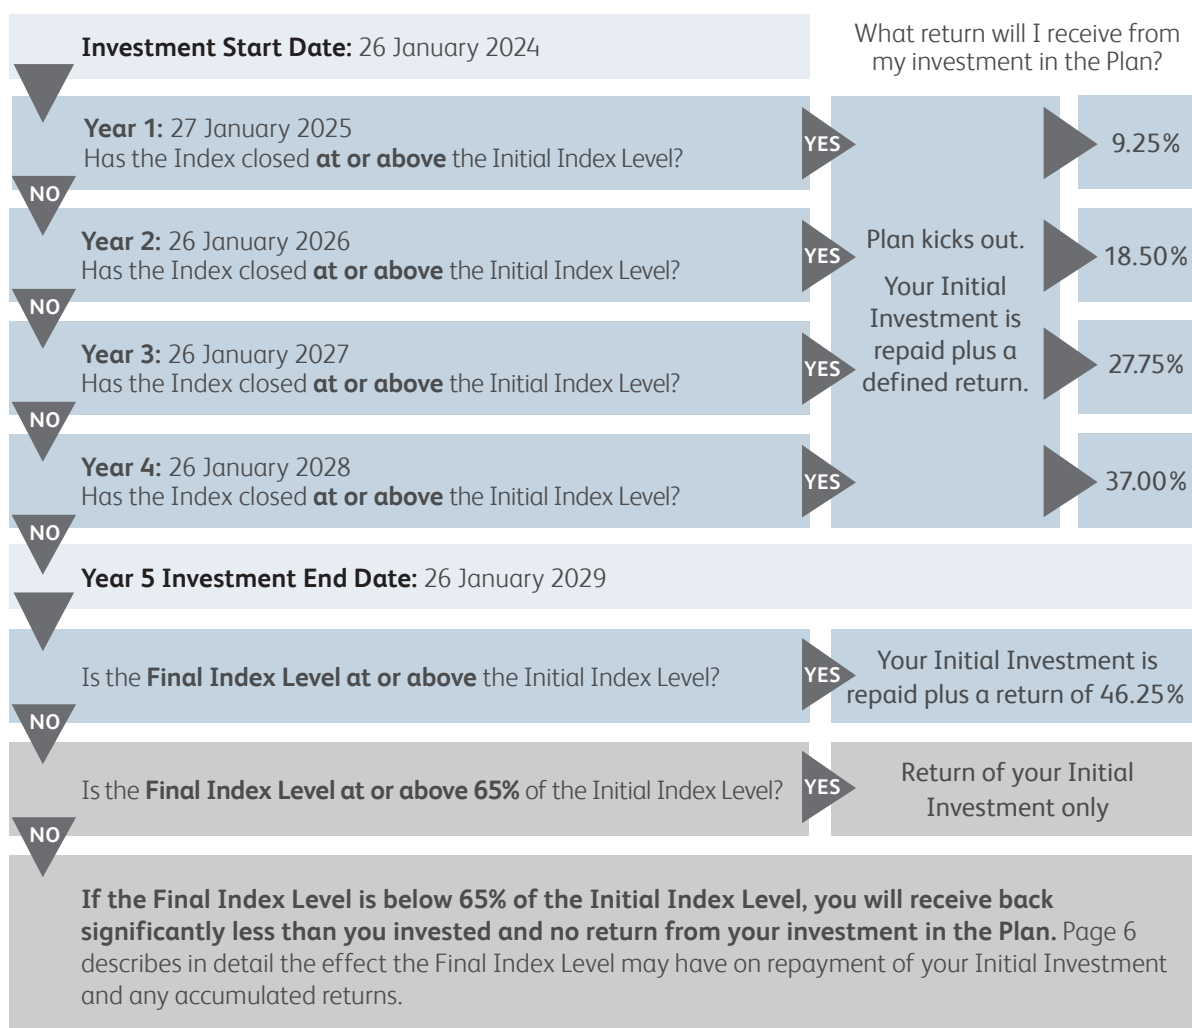 Investment Start Date: 26 January 2024
What return will I receive from
my investment in the Plan?
Year 1: 27 January 2025
Has the Index closed at or above the Initial Index Level?
YES
9.25%
NO
Year 2: 26 January 2026
Has the Index closed at or above the Initial Index Level?
YES
18.50%
NO
Year 3: 26 January 2027
Has the Index closed at or above the Initial Index Level?
YES
27.75%
NO
Year 4: 26 January 2028
Has the Index closed at or above the Initial Index Level?
YES
37.00%
Plan kicks out.
Your Initial
Investment is
repaid plus a
defined return.
NO
Year 5 Investment End Date: 26 January 2029
Is the Final Index Level at or above the Initial Index Level?
YES
Your Initial Investment is
repaid plus a return of 46.25%
NO
Is the Final Index Level at or above 65% of the Initial Index Level?
YES
Return of your Initial
Investment only
NO
If the Final Index Level is below 65% of the Initial Index Level, you will receive back
significantly less than you invested and no return from your investment in the Plan. Page 6
describes in detail the effect the Final Index Level may have on repayment of your Initial Investment
and any accumulated returns.